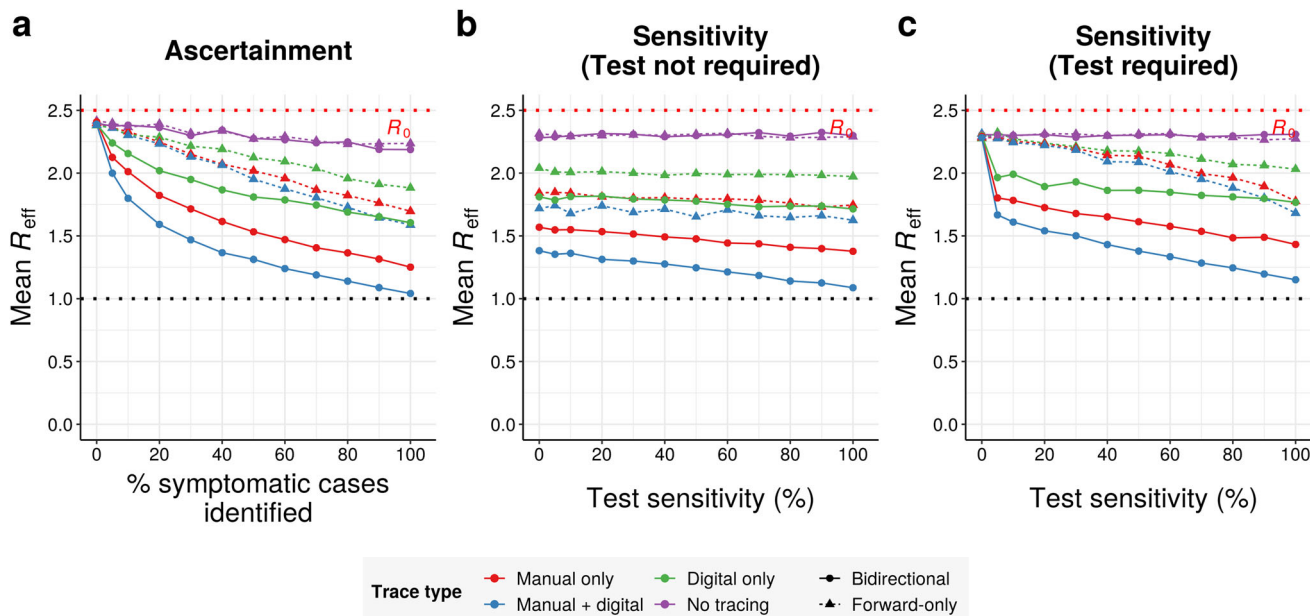 a
Ascertainment
2.5
2.0
1.5
1.0
0.5
0.0
Mean Reff
R0
0 20 40 60 80 100
% symptomatic cases
identified
b
Sensitivity
(Test not required)
2.5
2.0
1.5
1.0
0.5
0.0
Mean Reff
R0
0 20 40 60 80 100
Test sensitivity (%)
c
Sensitivity
(Test required)
2.5
2.0
1.5
1.0
0.5
0.0
Mean Reff
R0
0 20 40 60 80 100
Test sensitivity (%)
Trace type
Manual only
Manual + digital
Digital only
No tracing
Bidirectional
Forward-only